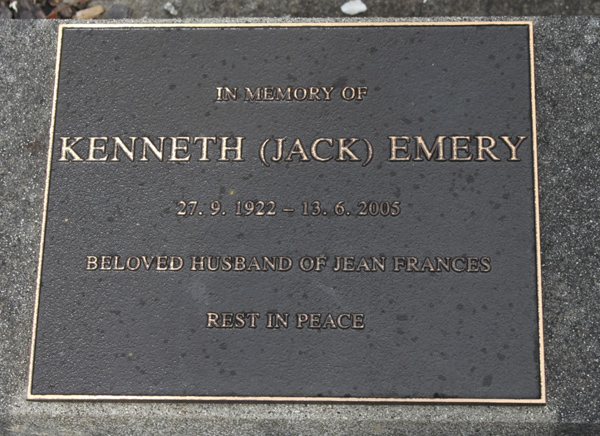 IN MEMORY OF
KENNETH (JACK) EMERY
27. 9. 1922 – 13. 6. 2005
BELOVED HUSBAND OF JEAN FRANCES
REST IN PEACE